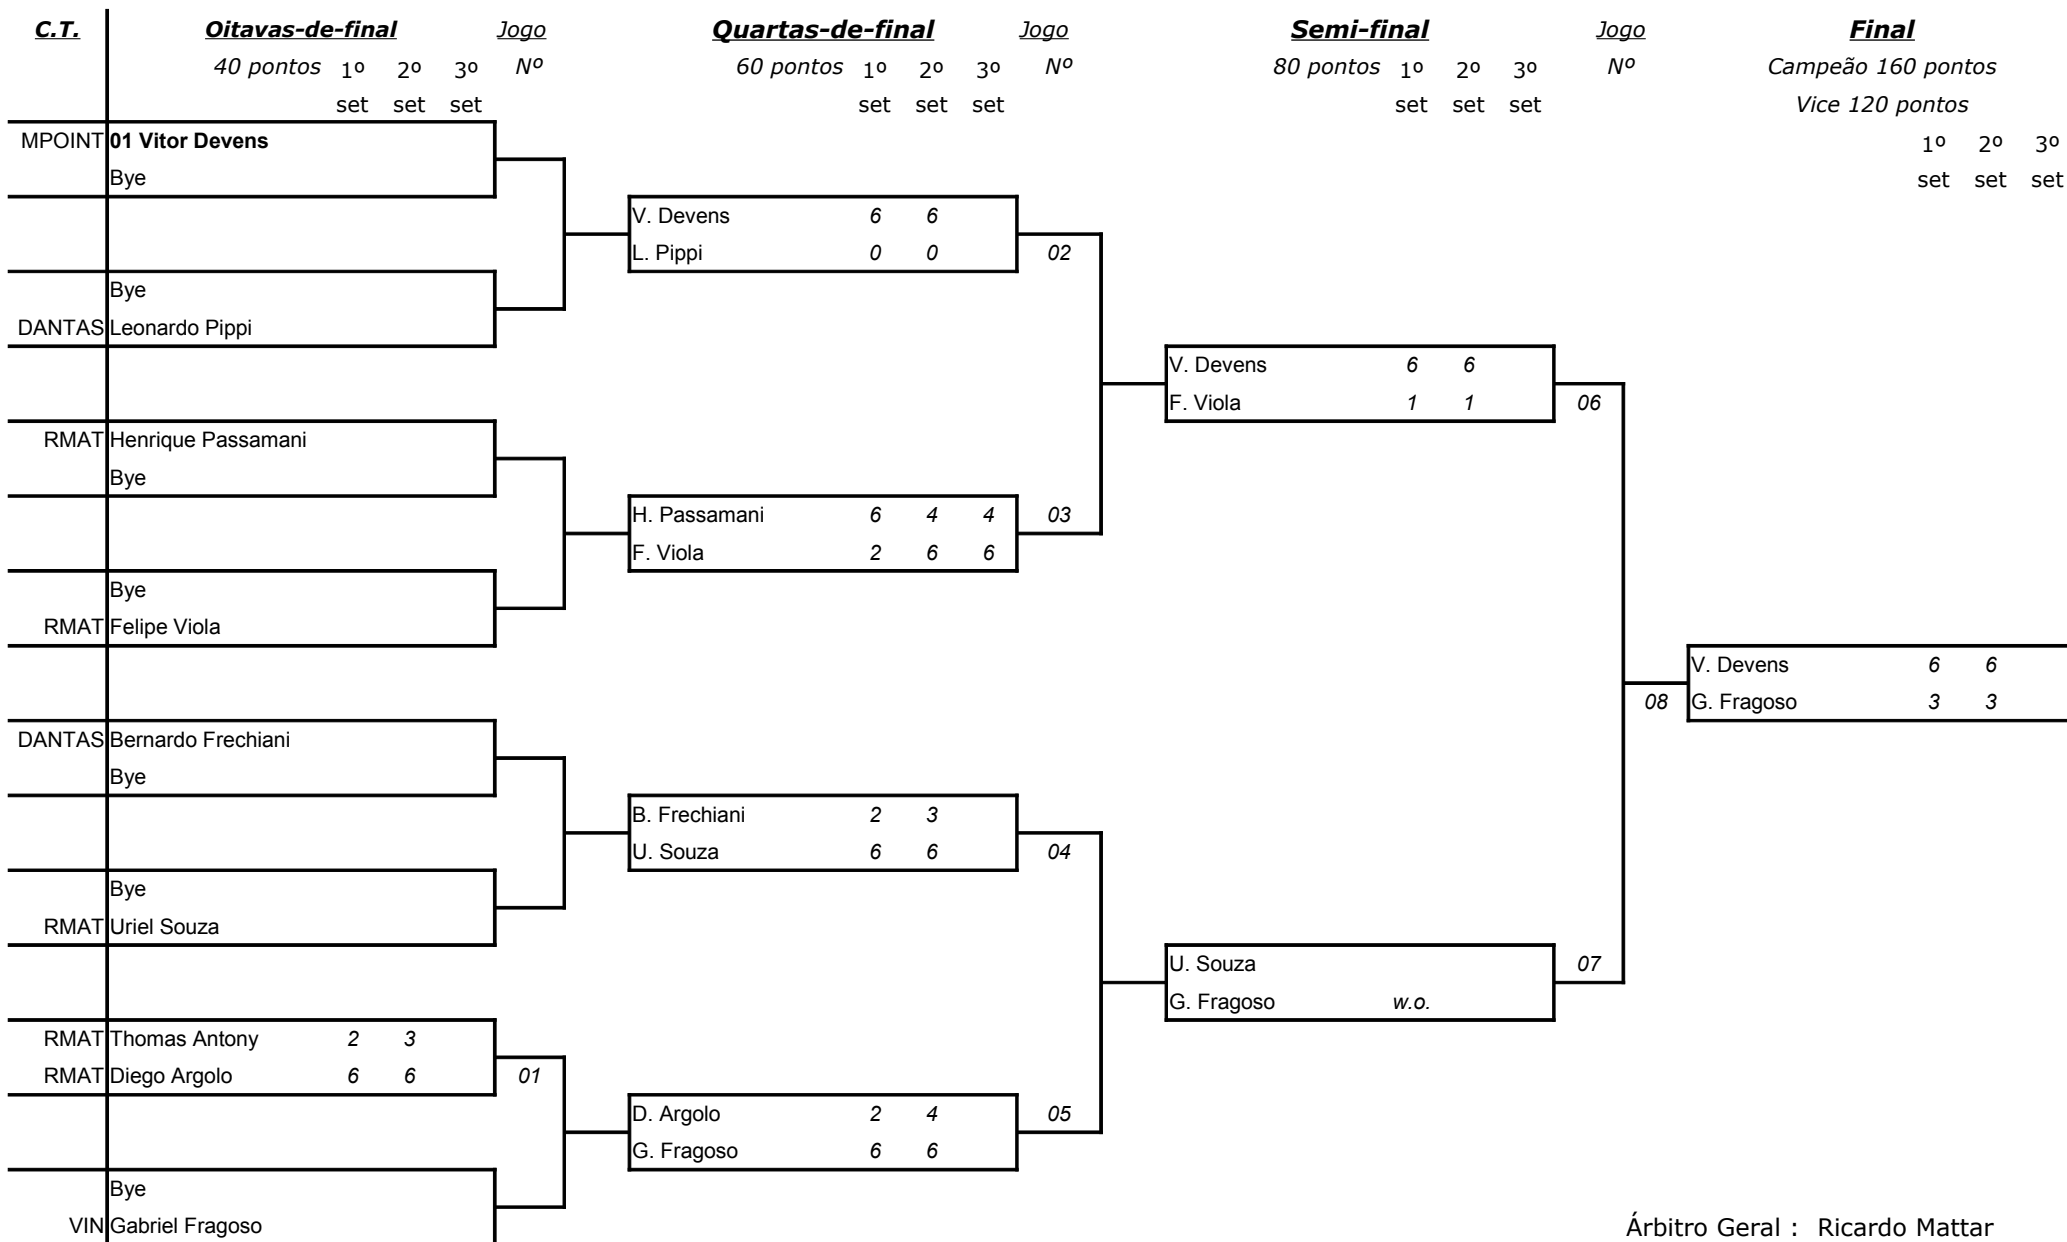 C.T. Oitavas-de-final Jogo Quartas-de-final Jogo Semi-final Jogo Final
40 pontos 1º 2º 3º Nº 60 pontos 1º 2º 3º Nº 80 pontos 1º 2º 3º Nº Campeão 160 pontos
set set set set set set set set set Vice 120 pontos
MPOINT 01 Vitor Devens 1º 2º 3º
Bye set set set
V. Devens 6 6
L. Pippi 0 0 02
Bye
DANTAS Leonardo Pippi
V. Devens 6 6
F. Viola 1 1 06
RMAT Henrique Passamani
Bye
H. Passamani 6 4 4 03
F. Viola 2 6 6
Bye
RMAT Felipe Viola
V. Devens 6 6
08 G. Fragoso 3 3
DANTAS Bernardo Frechiani
Bye
B. Frechiani 2 3
U. Souza 6 6 04
Bye
RMAT Uriel Souza
U. Souza 07
G. Fragoso w.o.
RMAT Thomas Antony 2 3
RMAT Diego Argolo 6 6 01
D. Argolo 2 4 05
G. Fragoso 6 6
Bye
VIN Gabriel Fragoso Árbitro Geral : Ricardo Mattar